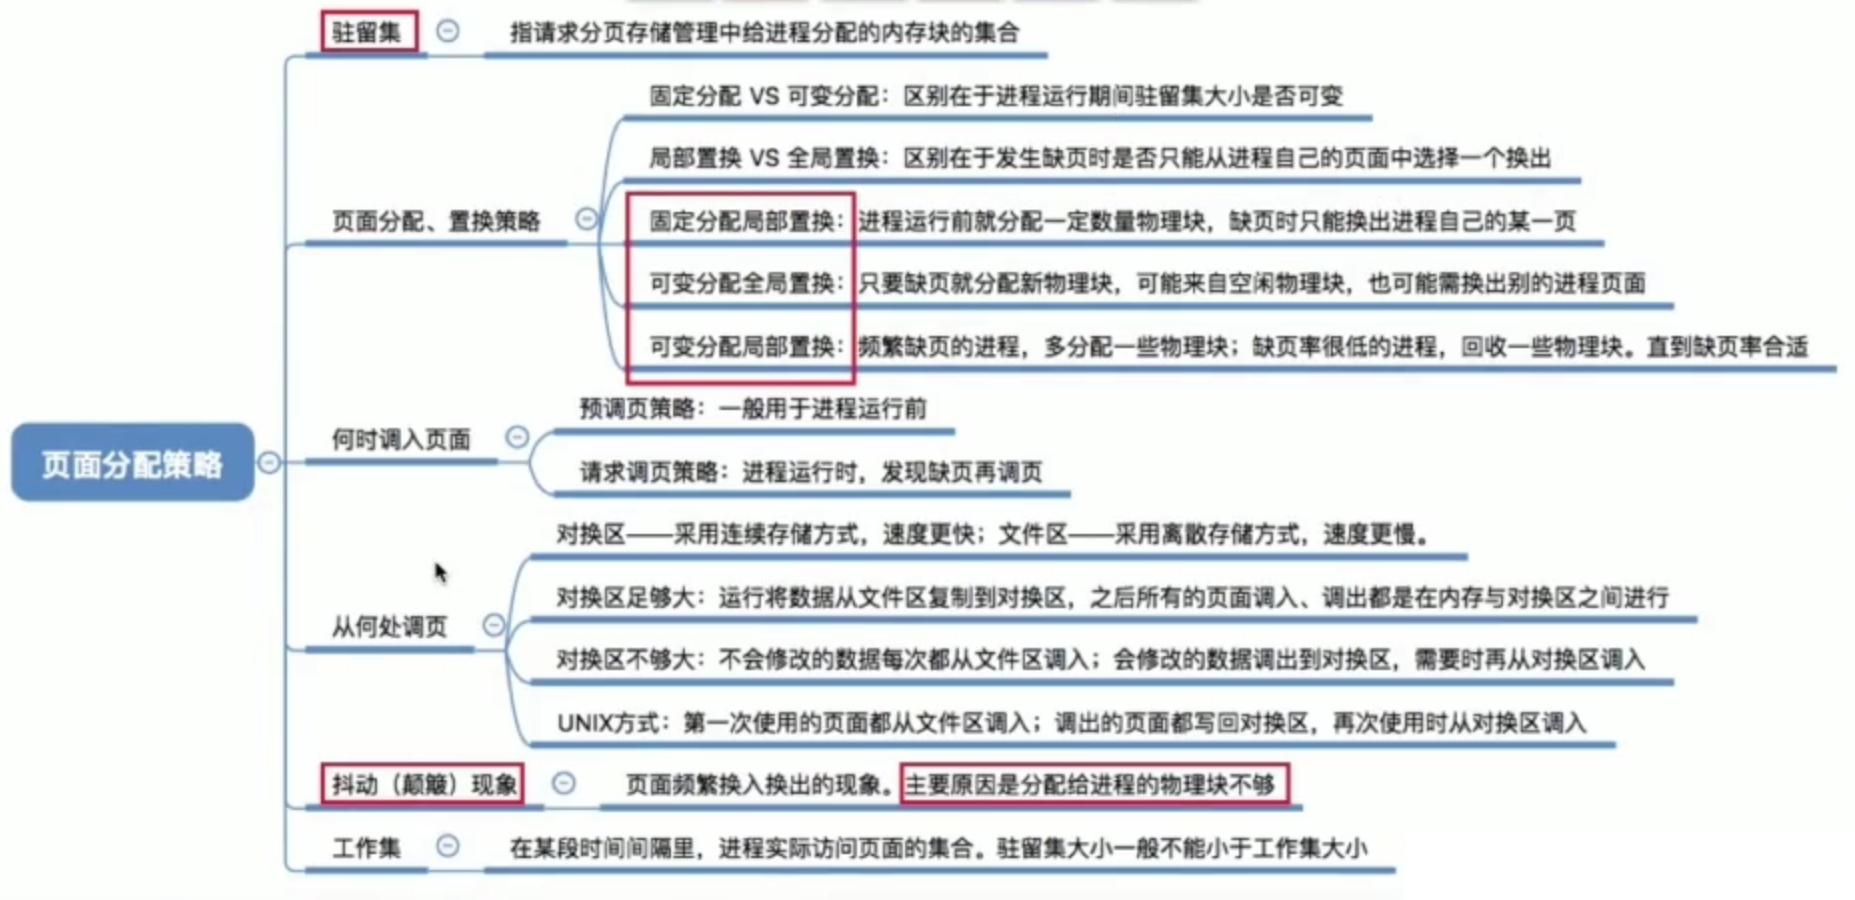 驻留集
指请求分页存储管理中给进程分配的内存块的集合
固定分配 VS 可变分配：区别在于进程运行期间驻留集大小是否可变
局部置换 VS 全局置换：区别在于发生缺页时是否只能从进程自己的页面中选择一个换出
页面分配、置换策略
固定分配局部置换：进程运行前就分配一定数量物理块，缺页时只能换出进程自己的某一页
可变分配全局置换：只要缺页就分配新物理块，可能来自空闲物理块，也可能需换出别的进程页面
可变分配局部置换：频繁缺页的进程，多分配一些物理块；缺页率很低的进程，回收一些物理块。直到缺页率合适
页面分配策略
何时调入页面
预调页策略：一般用于进程运行前
请求调页策略：进程运行时，发现缺页再调页
从何处调页
对换区——采用连续存储方式，速度更快；文件区——采用离散存储方式，速度更慢。
对换区足够大：运行将数据从文件区复制到对换区，之后所有的页面调入、调出都是在内存与对换区之间进行
对换区不够大：不会修改的数据每次都从文件区调入；会修改的数据调出到对换区，需要时再从对换区调入
UNIX方式：第一次使用的页面都从文件区调入；调出的页面都写回对换区，再次使用时从对换区调入
抖动（颠簸）现象
页面频繁换入换出的现象。主要原因是分配给进程的物理块不够
工作集
在某段时间间隔里，进程实际访问页面的集合。驻留集大小一般不能小于工作集大小